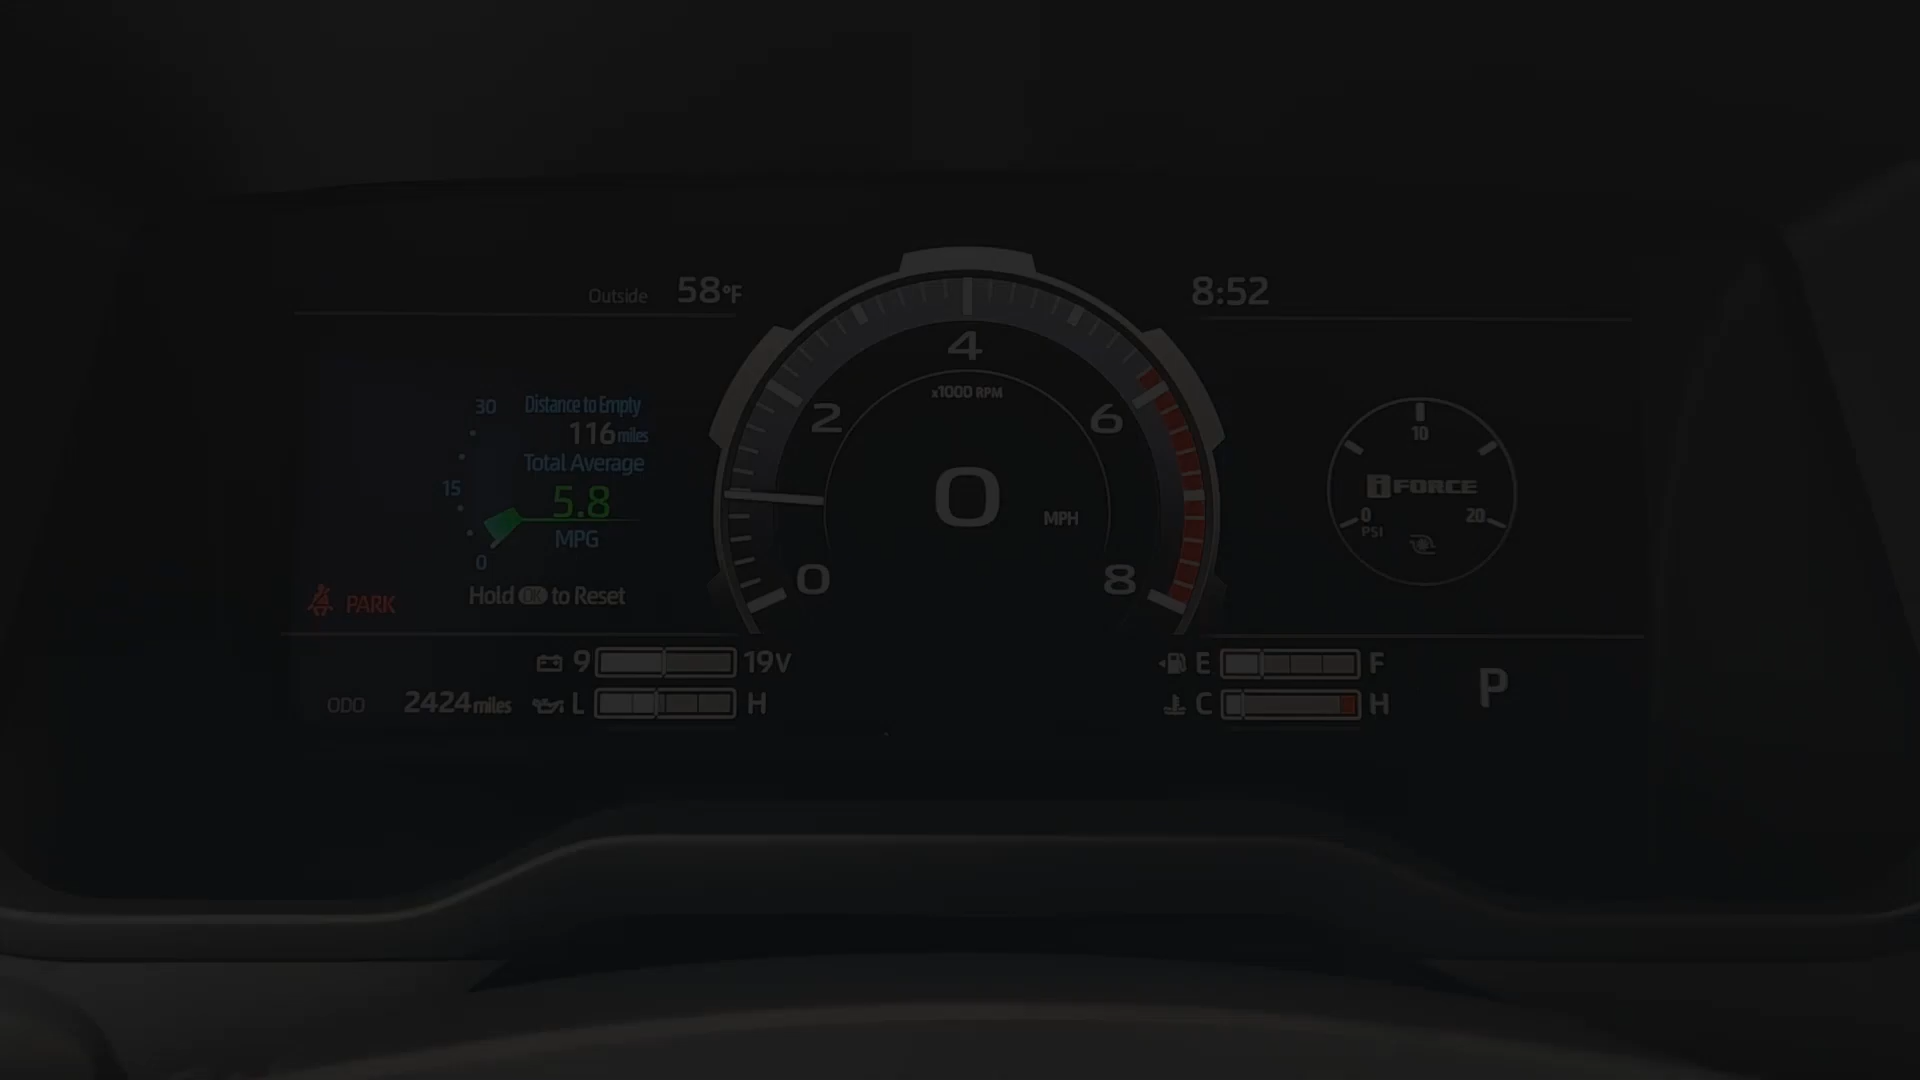 Outside 58°F
8:52
30 Distance to Empty
116 miles
Total Average
15 5.8
MPG
0
Hold OK to Reset
PARK
4
x1000 RPM
2 6
0 MPH
0 8
10
iFORCE
0 20
PSI
9 19V
E F
ODO 2424 miles L H
C H
P